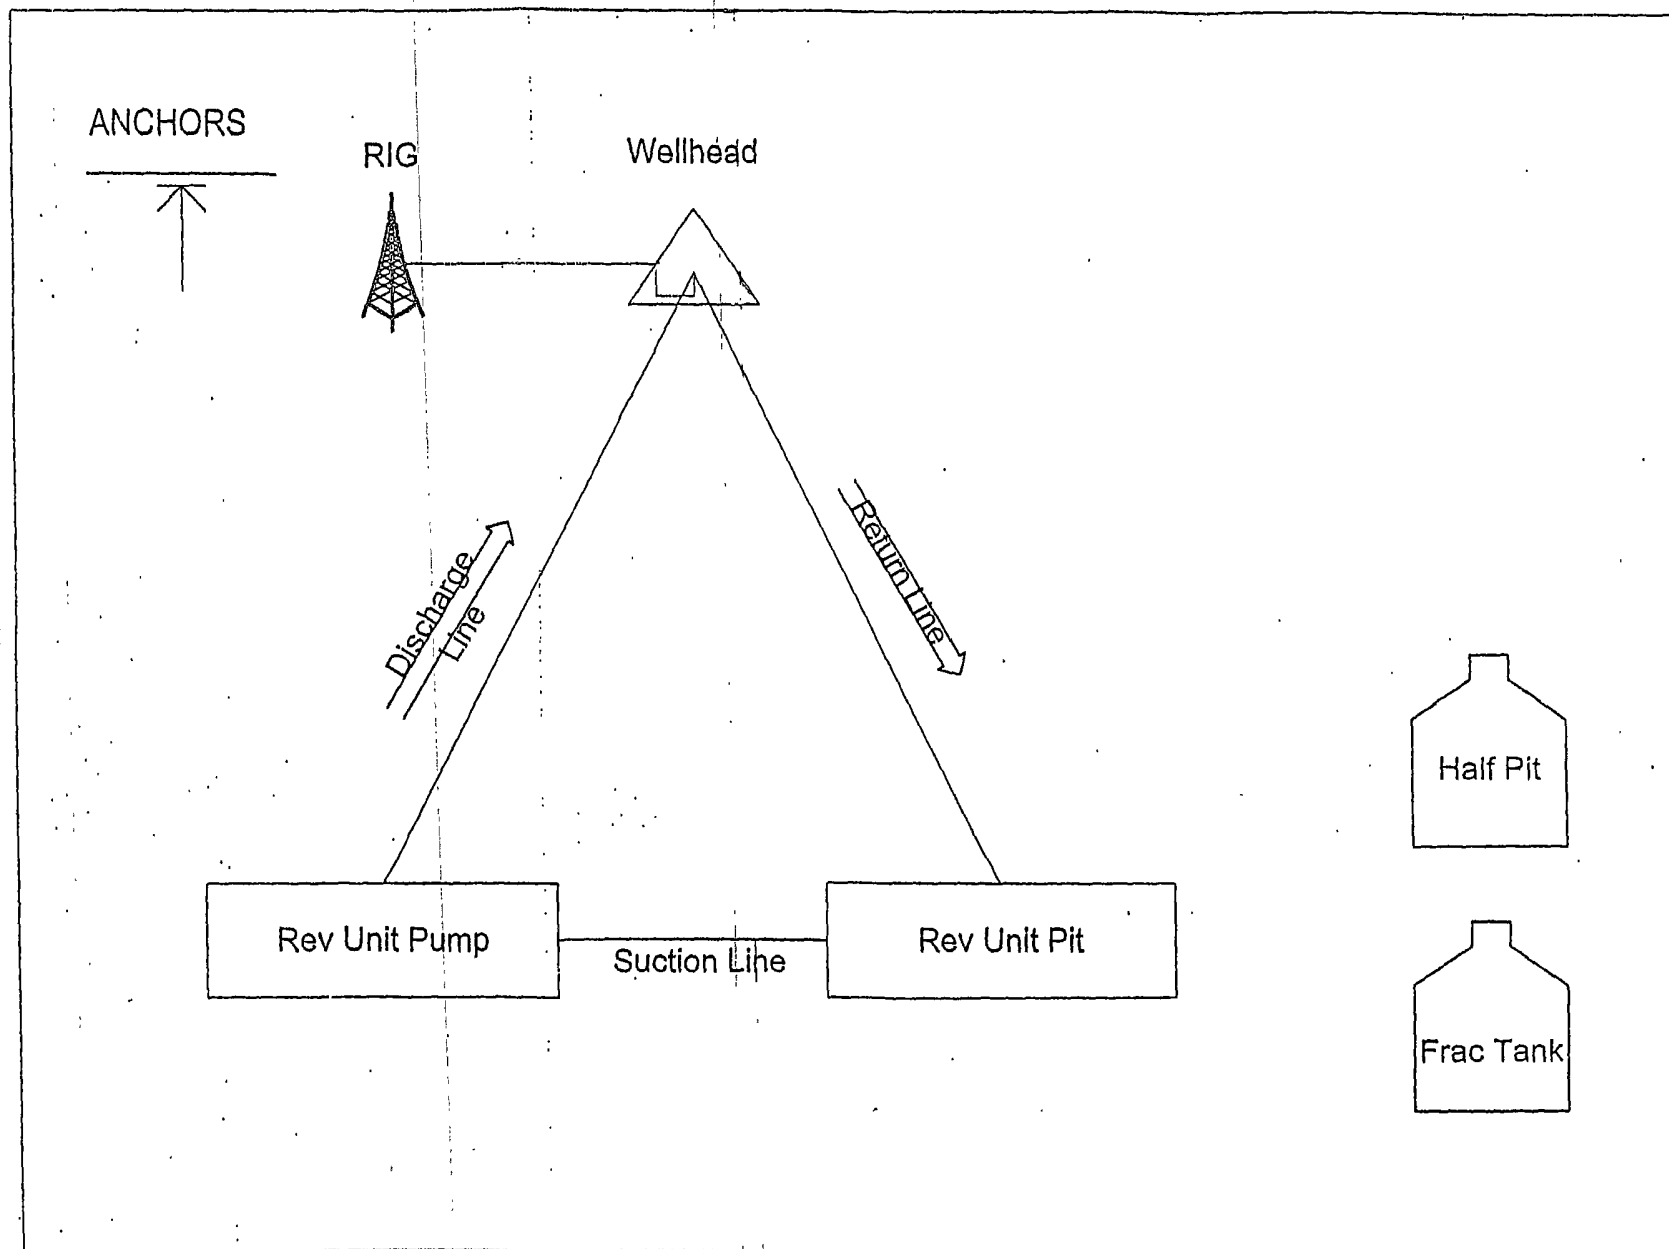 ANCHORS
RIG
Wellhead
Discharge
Line
Return Line
Half Pit
Rev Unit Pump
Suction Line
Rev Unit Pit
Frac Tank